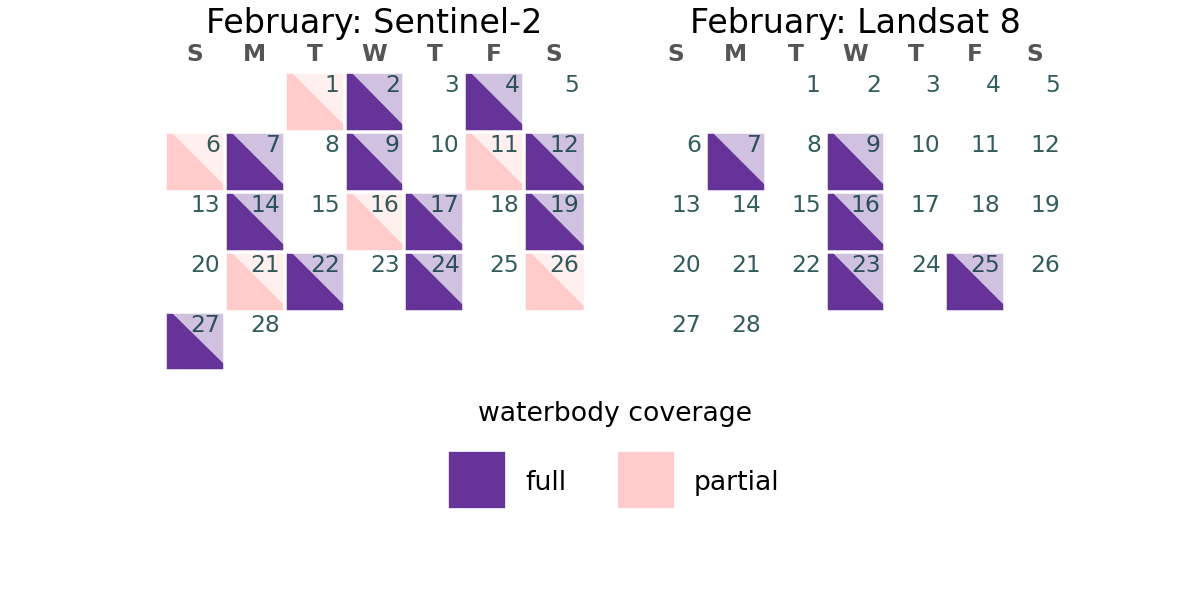 February: Sentinel-2
S M T W T F S
1 2 3 4 5
6 7 8 9 10 11 12
13 14 15 16 17 18 19
20 21 22 23 24 25 26
27 28
February: Landsat 8
S M T W T F S
1 2 3 4 5
6 7 8 9 10 11 12
13 14 15 16 17 18 19
20 21 22 23 24 25 26
27 28
waterbody coverage
full partial